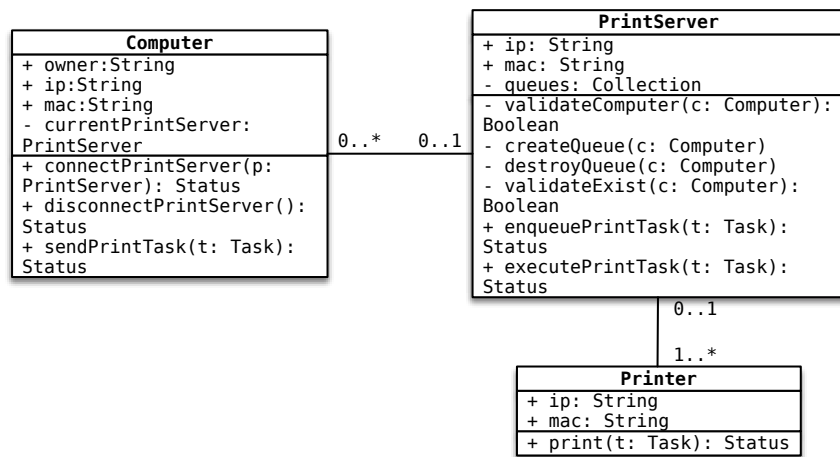 Computer
+ owner:String
+ ip:String
+ mac:String
- currentPrintServer:
PrintServer
+ connectPrintServer(p:
PrintServer): Status
+ disconnectPrintServer():
Status
+ sendPrintTask(t: Task):
Status
0..* 0..1
PrintServer
+ ip: String
+ mac: String
- queues: Collection
- validateComputer(c: Computer):
Boolean
- createQueue(c: Computer)
- destroyQueue(c: Computer)
- validateExist(c: Computer):
Boolean
+ enqueuePrintTask(t: Task):
Status
+ executePrintTask(t: Task):
Status
0..1
1..*
Printer
+ ip: String
+ mac: String
+ print(t: Task): Status